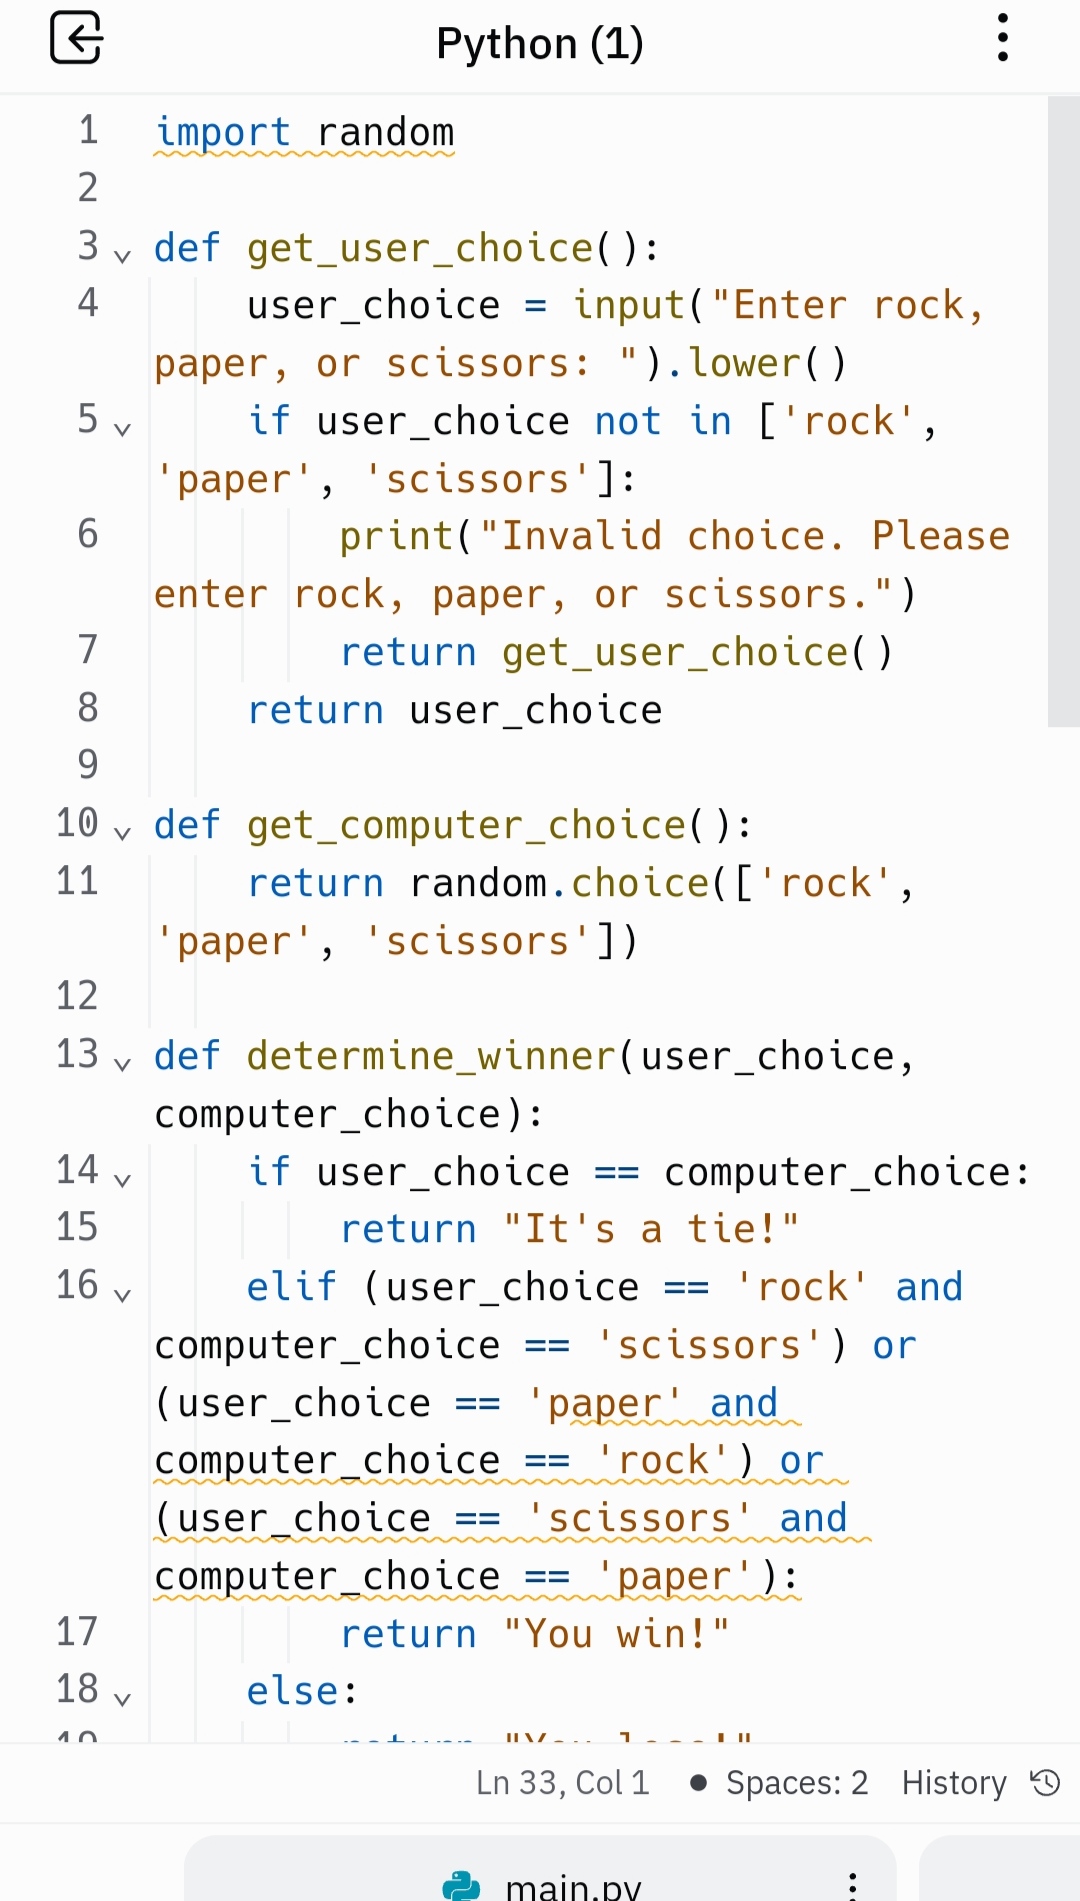 Python (1)
1 import random
2
3 def get_user_choice():
4 user_choice = input("Enter rock,
paper, or scissors: ").lower()
5 if user_choice not in ['rock',
'paper', 'scissors']:
6 print("Invalid choice. Please
enter rock, paper, or scissors.")
7 return get_user_choice()
8 return user_choice
9
10 def get_computer_choice():
11 return random.choice(['rock',
'paper', 'scissors'])
12
13 def determine_winner(user_choice,
computer_choice):
14 if user_choice == computer_choice:
15 return "It's a tie!"
16 elif (user_choice == 'rock' and
computer_choice == 'scissors') or
(user_choice == 'paper' and
computer_choice == 'rock') or
(user_choice == 'scissors' and
computer_choice == 'paper'):
17 return "You win!"
18 else:
19 return "You lose!"
Ln 33, Col 1 ● Spaces: 2 History
main.py